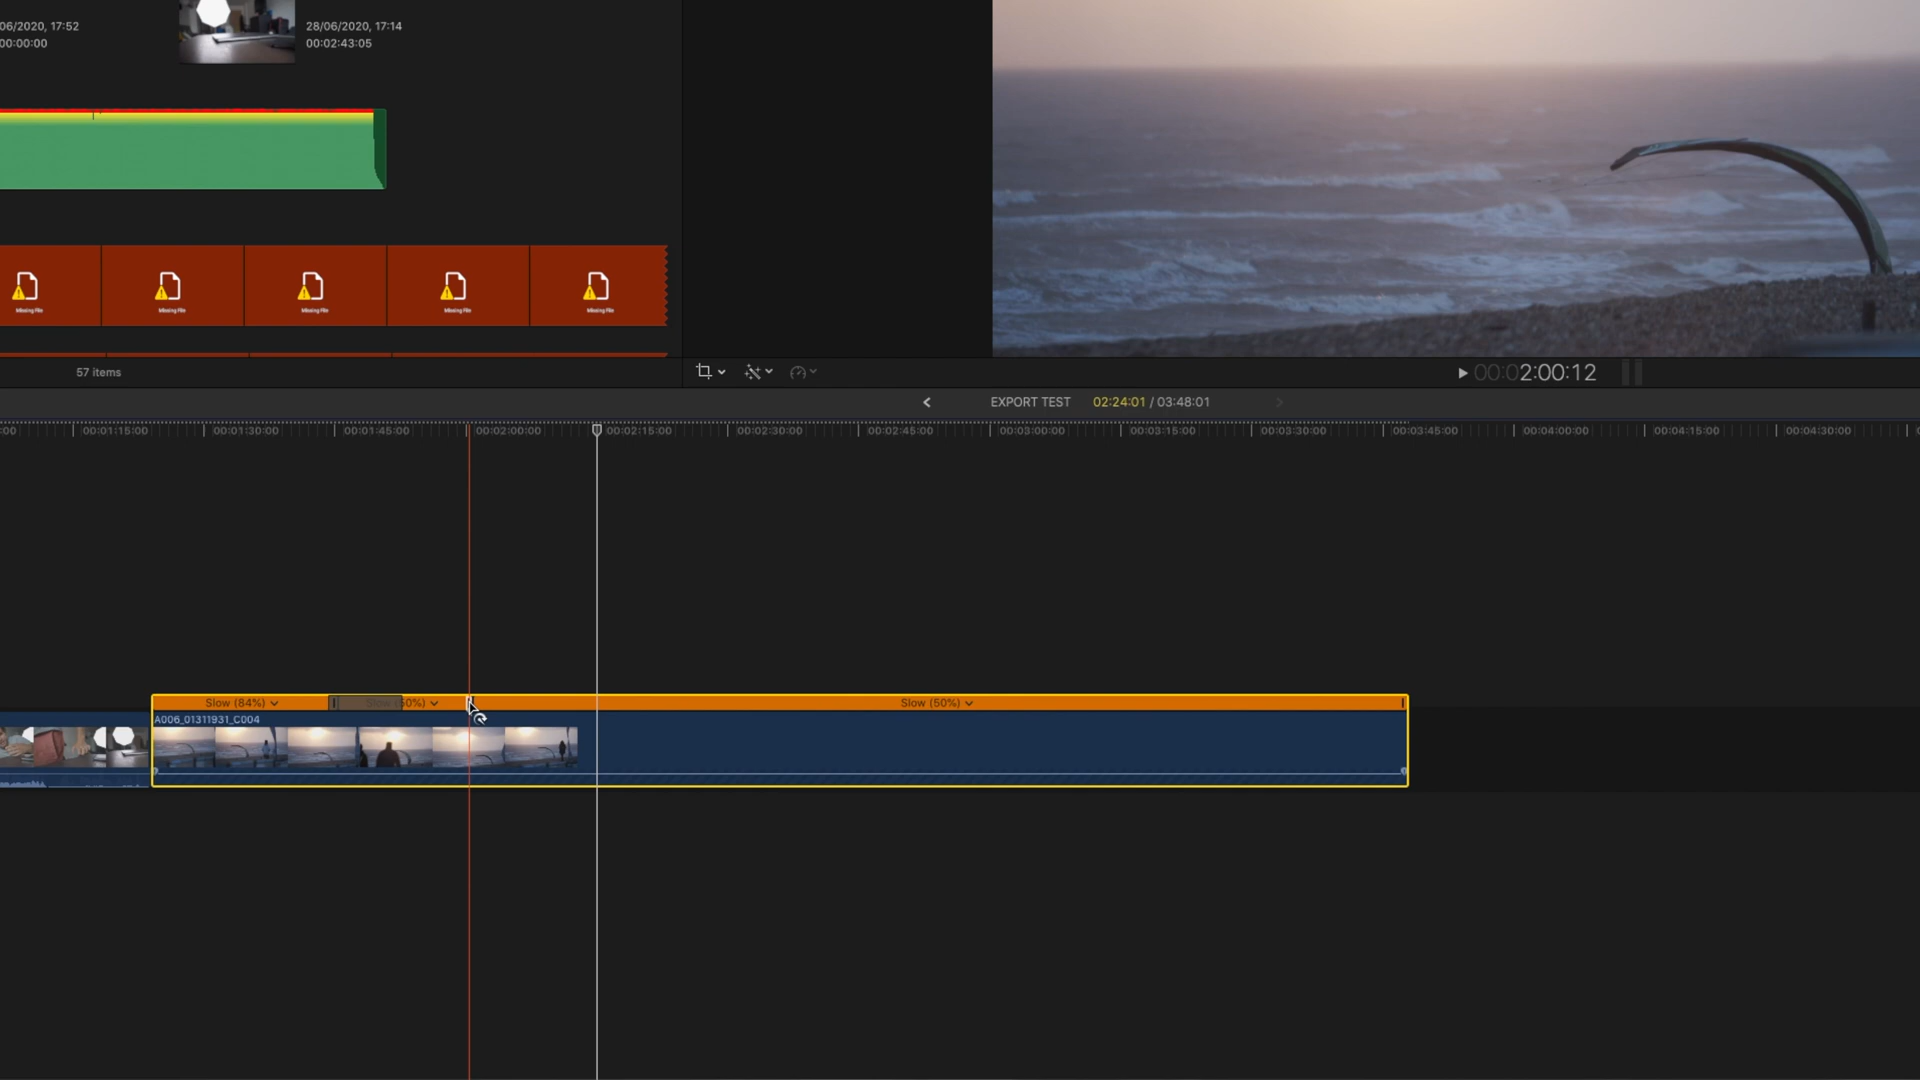 06/2020, 17:52
00:00:00
28/06/2020, 17:14
00:02:43:05
Missing File
Missing File
Missing File
Missing File
Missing File
57 items
00:02:00:12
EXPORT TEST
02:24:01 / 03:48:01
:00
00:01:15:00
00:01:30:00
00:01:45:00
00:02:00:00
00:02:15:00
00:02:30:00
00:02:45:00
00:03:00:00
00:03:15:00
00:03:30:00
00:03:45:00
00:04:00:00
00:04:15:00
00:04:30:00
Slow (84%)
Slow (50%)
Slow (50%)
A006_01311931_C004